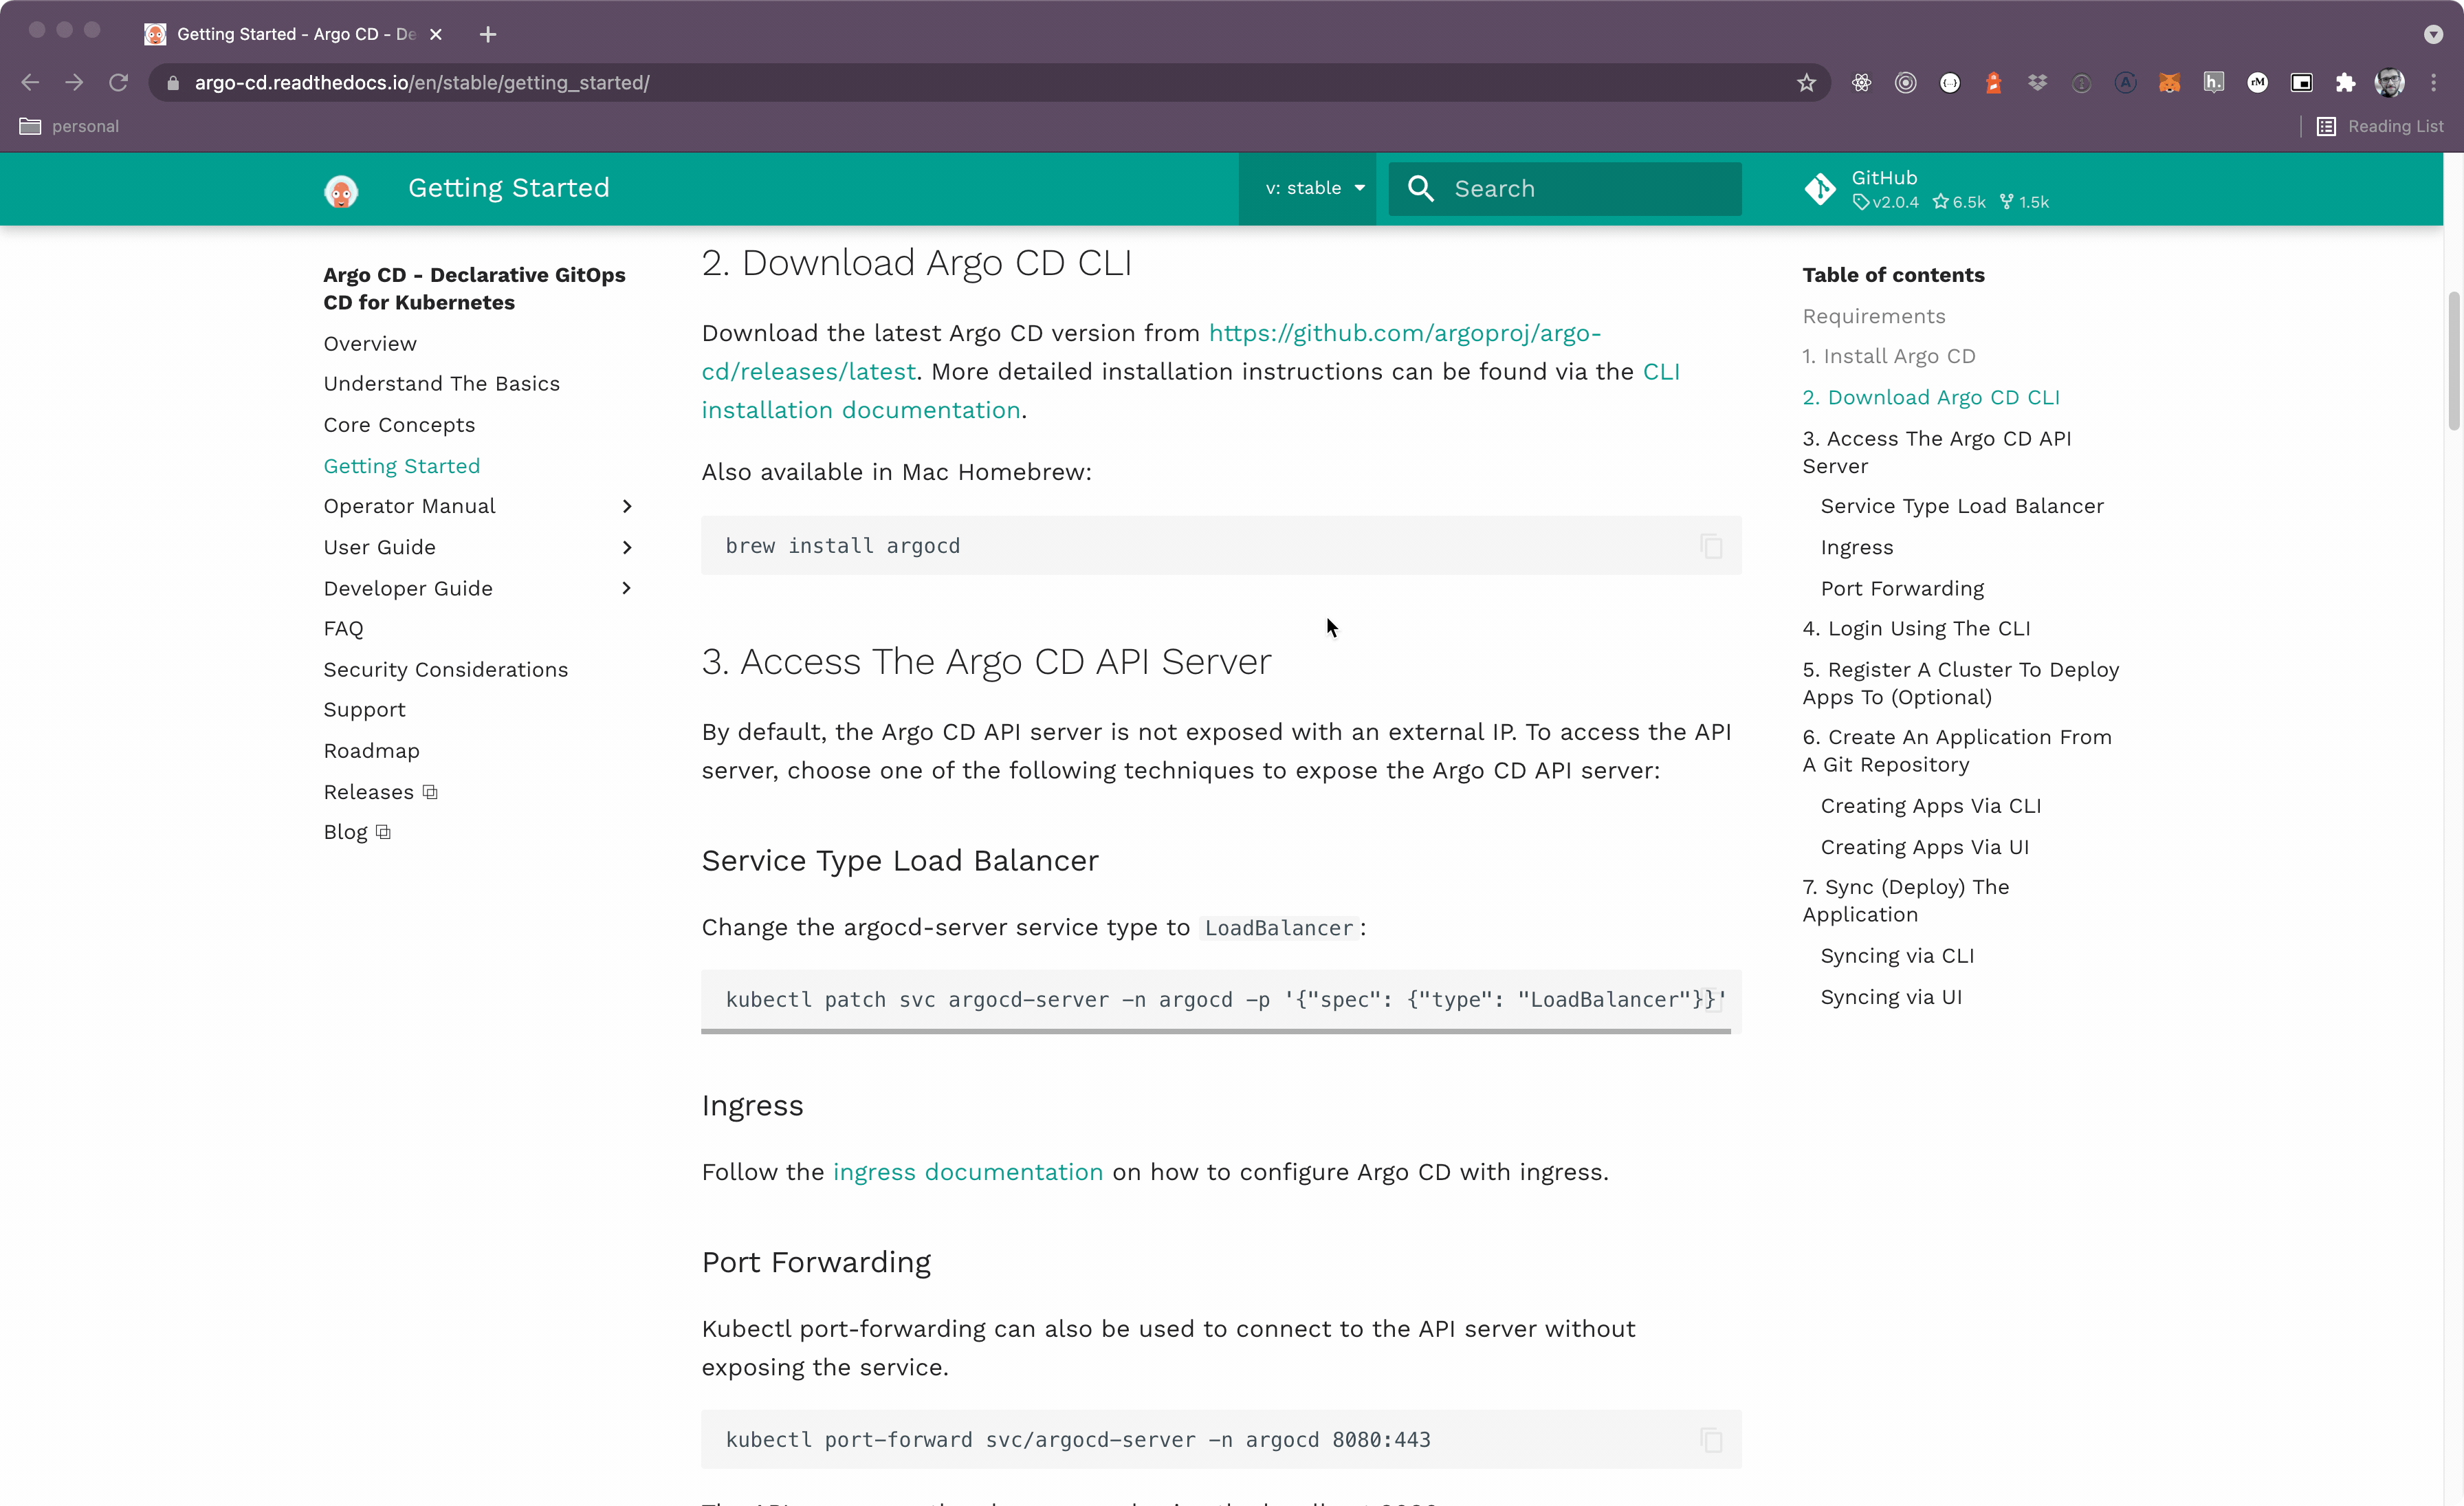 Getting Started - Argo CD - De
argo-cd.readthedocs.io/en/stable/getting_started/
personal
Reading List
Getting Started
v: stable
Search
GitHub
v2.0.4 6.5k 1.5k
Argo CD - Declarative GitOps
CD for Kubernetes
Overview
Understand The Basics
Core Concepts
Getting Started
Operator Manual
User Guide
Developer Guide
FAQ
Security Considerations
Support
Roadmap
Releases
Blog
2. Download Argo CD CLI
Download the latest Argo CD version from https://github.com/argoproj/argo-
cd/releases/latest. More detailed installation instructions can be found via the CLI
installation documentation.
Also available in Mac Homebrew:
brew install argocd
3. Access The Argo CD API Server
By default, the Argo CD API server is not exposed with an external IP. To access the API
server, choose one of the following techniques to expose the Argo CD API server:
Service Type Load Balancer
Change the argocd-server service type to LoadBalancer:
kubectl patch svc argocd-server -n argocd -p '{"spec": {"type": "LoadBalancer"}}'
Ingress
Follow the ingress documentation on how to configure Argo CD with ingress.
Port Forwarding
Kubectl port-forwarding can also be used to connect to the API server without
exposing the service.
kubectl port-forward svc/argocd-server -n argocd 8080:443
Table of contents
Requirements
1. Install Argo CD
2. Download Argo CD CLI
3. Access The Argo CD API
Server
Service Type Load Balancer
Ingress
Port Forwarding
4. Login Using The CLI
5. Register A Cluster To Deploy
Apps To (Optional)
6. Create An Application From
A Git Repository
Creating Apps Via CLI
Creating Apps Via UI
7. Sync (Deploy) The
Application
Syncing via CLI
Syncing via UI